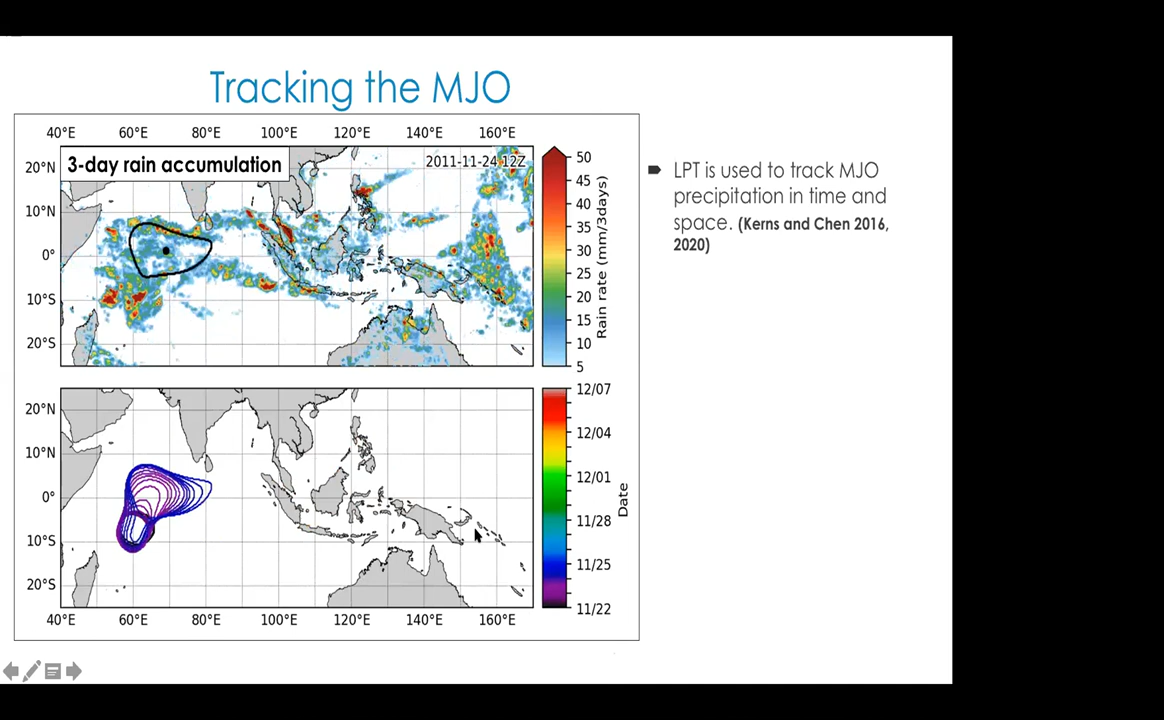 Tracking the MJO
40°E 60°E 80°E 100°E 120°E 140°E 160°E
3-day rain accumulation
2011-11-24 12Z
20°N
10°N
0°
10°S
20°S
50
45
40
35
30
25
20
15
10
5
Rain rate (mm/3days)
LPT is used to track MJO
precipitation in time and
space. (Kerns and Chen 2016,
2020)
20°N
10°N
0°
10°S
20°S
12/07
12/04
12/01
11/28
11/25
11/22
Date
40°E 60°E 80°E 100°E 120°E 140°E 160°E